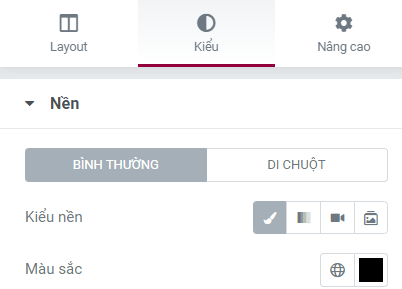 Layout Kiểu Nâng cao
Nền
BÌNH THƯỜNG DI CHUỘT
Kiểu nền
Màu sắc